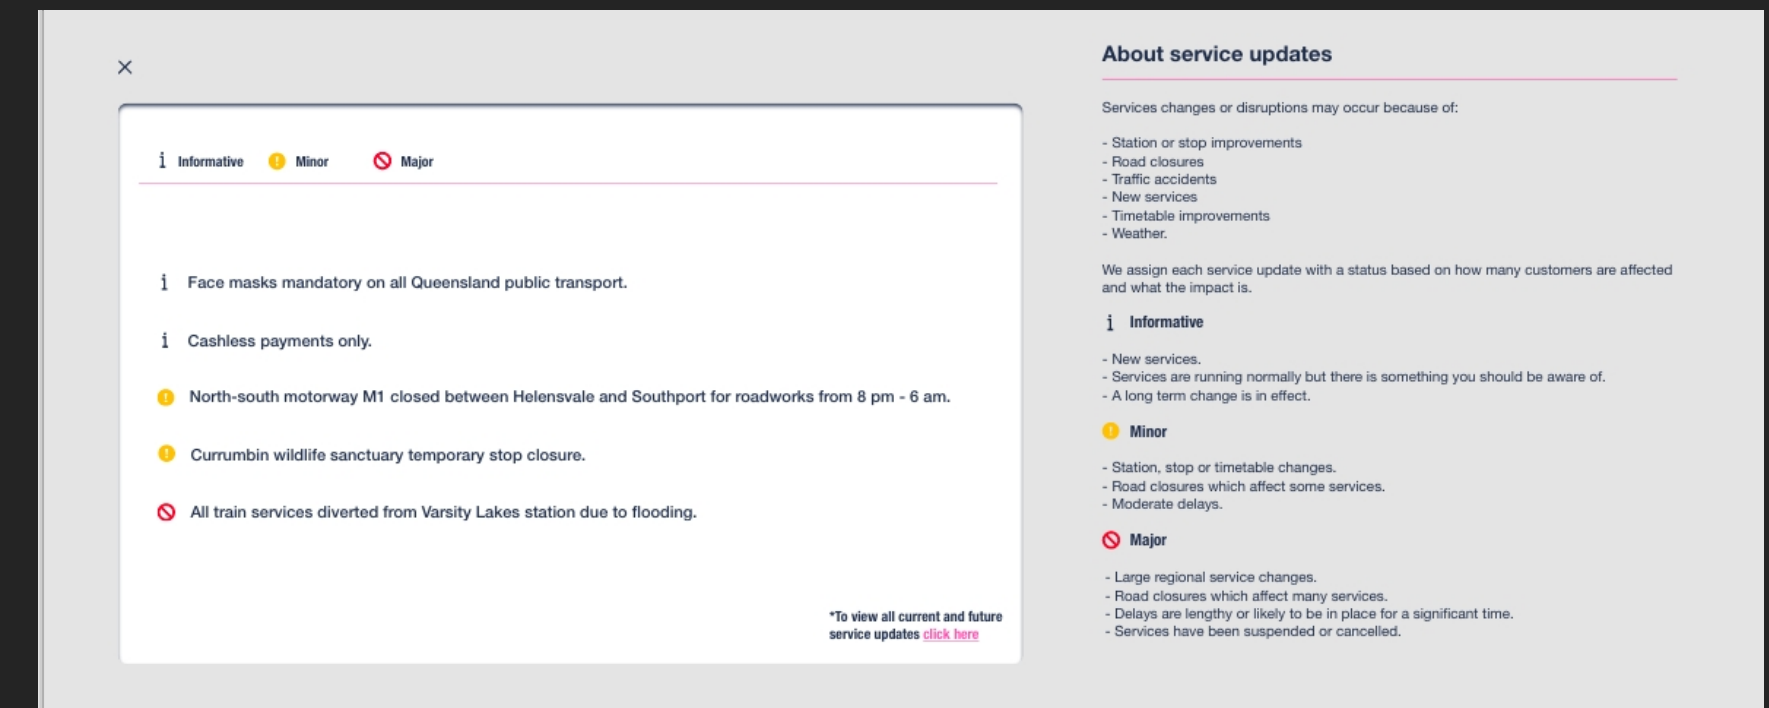 Informative Minor Major
Face masks mandatory on all Queensland public transport.
Cashless payments only.
North-south motorway M1 closed between Helensvale and Southport for roadworks from 8 pm - 6 am.
Currumbin wildlife sanctuary temporary stop closure.
All train services diverted from Varsity Lakes station due to flooding.
*To view all current and future
service updates click here
About service updates
Services changes or disruptions may occur because of:
- Station or stop improvements
- Road closures
- Traffic accidents
- New services
- Timetable improvements
- Weather.
We assign each service update with a status based on how many customers are affected
and what the impact is.
Informative
- New services.
- Services are running normally but there is something you should be aware of.
- A long term change is in effect.
Minor
- Station, stop or timetable changes.
- Road closures which affect some services.
- Moderate delays.
Major
- Large regional service changes.
- Road closures which affect many services.
- Delays are lengthy or likely to be in place for a significant time.
- Services have been suspended or cancelled.